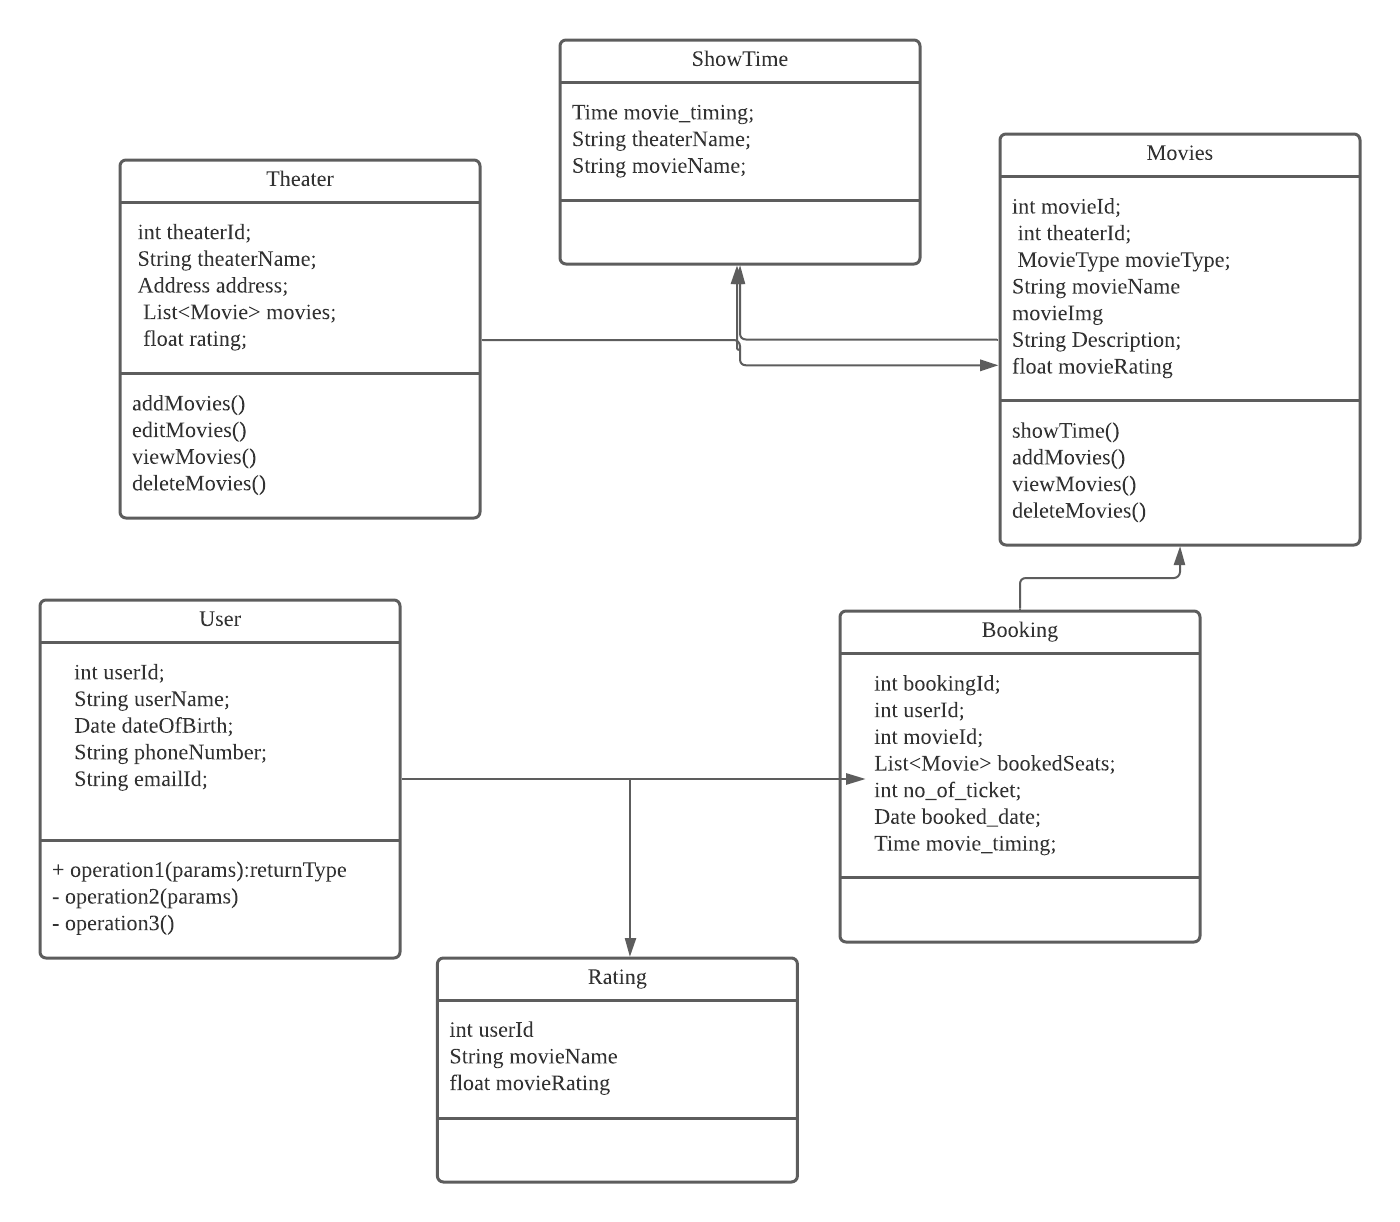 ShowTime
Time movie_timing;
String theaterName;
String movieName;
Theater
int theaterId;
String theaterName;
Address address;
List<Movie> movies;
float rating;
addMovies()
editMovies()
viewMovies()
deleteMovies()
Movies
int movieId;
int theaterId;
MovieType movieType;
String movieName
movieImg
String Description;
float movieRating
showTime()
addMovies()
viewMovies()
deleteMovies()
User
int userId;
String userName;
Date dateOfBirth;
String phoneNumber;
String emailId;
+ operation1(params):returnType
- operation2(params)
- operation3()
Booking
int bookingId;
int userId;
int movieId;
List<Movie> bookedSeats;
int no_of_ticket;
Date booked_date;
Time movie_timing;
Rating
int userId
String movieName
float movieRating